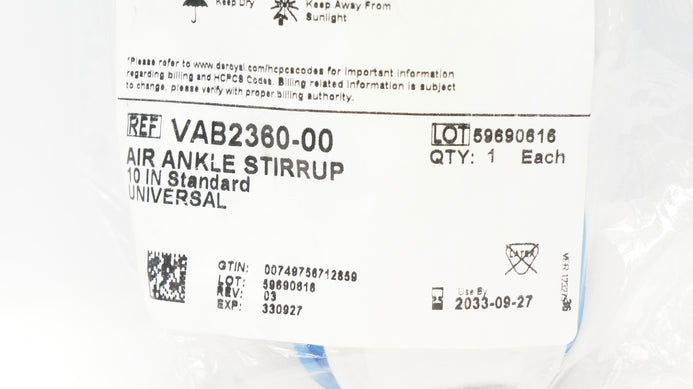 Keep Dry
Keep Away From
Sunlight
*Please refer to www.deroyal.com/hcpcscodes for important information
regarding billing and HCPCS Codes. Billing related information is subject
to change, please verify with proper billing authority.
REF VAB2360-00
AIR ANKLE STIRRUP
10 IN Standard
UNIVERSAL
LOT 59690616
QTY: 1 Each
GTIN: 00749756712859
LOT: 59690616
REV: 03
EXP: 330927
LATEX
Use By
2033-09-27